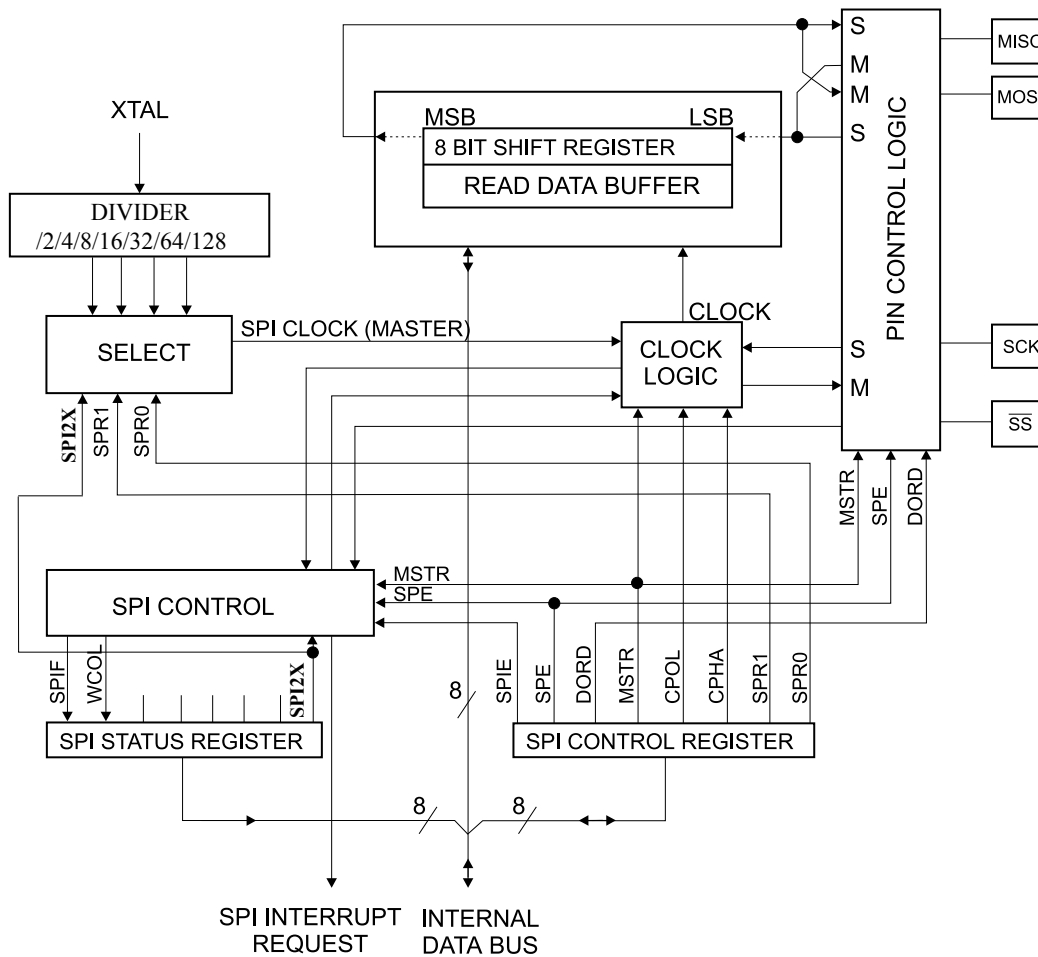 XTAL
DIVIDER
/2/4/8/16/32/64/128
SELECT
SPI2X
SPR1
SPR0
SPI CLOCK (MASTER)
MSB
LSB
8 BIT SHIFT REGISTER
READ DATA BUFFER
CLOCK
CLOCK
LOGIC
S
M
M
S
S
M
PIN CONTROL LOGIC
MISO
MOSI
SCK
SS
MSTR
SPE
DORD
SPI CONTROL
MSTR
SPE
SPIF
WCOL
SPI2X
SPI STATUS REGISTER
8
SPIE
SPE
DORD
MSTR
CPOL
CPHA
SPR1
SPR0
SPI CONTROL REGISTER
8
8
SPI INTERRUPT
REQUEST
INTERNAL
DATA BUS